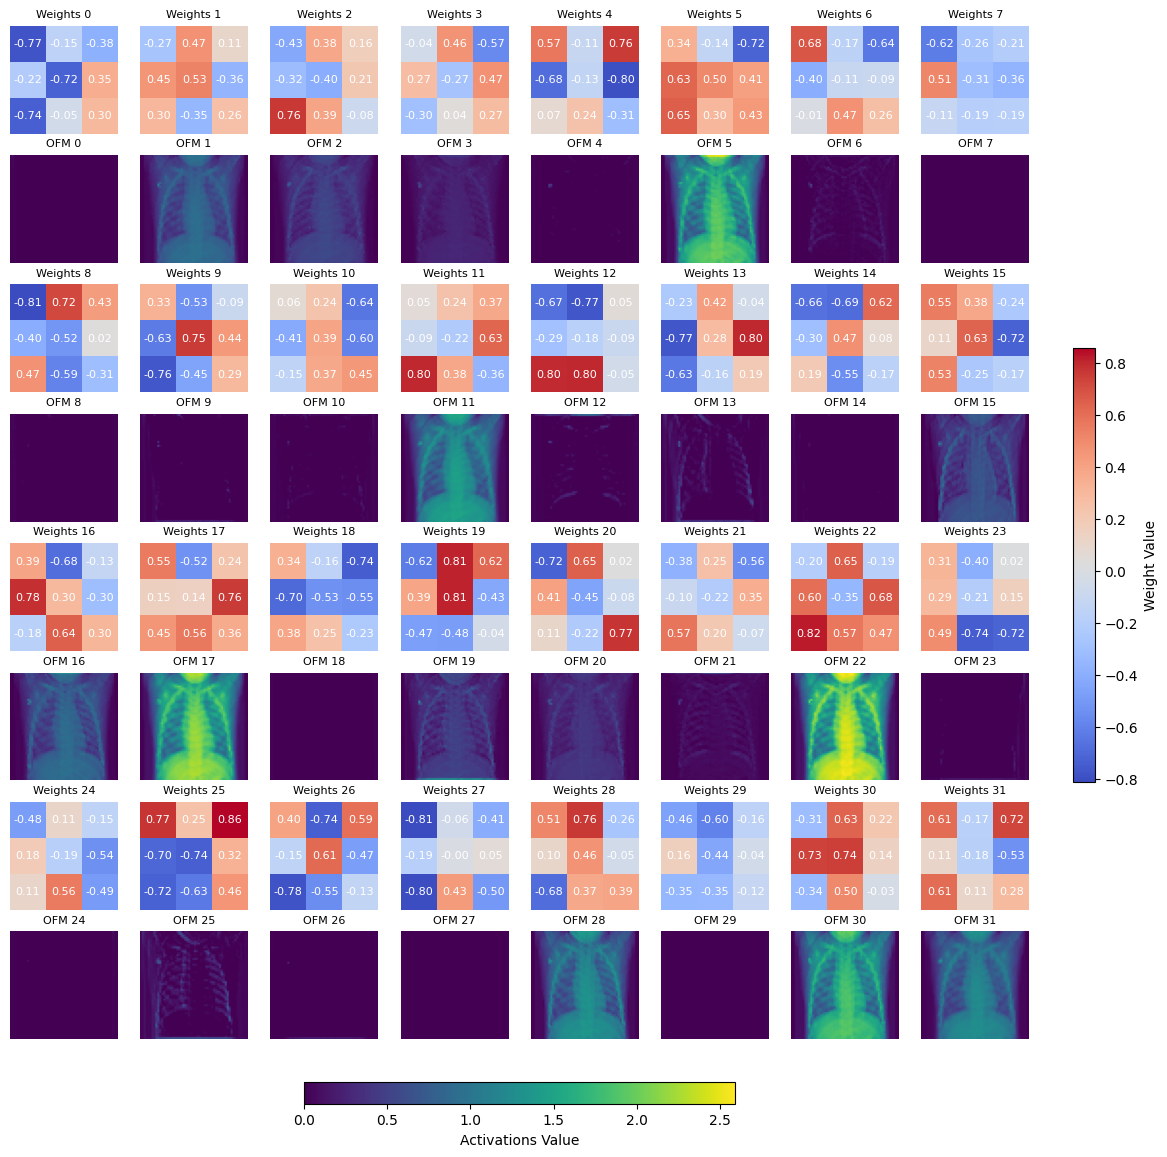 Weights 0 Weights 1 Weights 2 Weights 3 Weights 4 Weights 5 Weights 6 Weights 7
-0.77 -0.15 -0.38 -0.27 0.47 0.11 -0.43 0.38 0.16 -0.04 0.46 -0.57 0.57 -0.11 0.76 0.34 -0.14 -0.72 0.68 -0.17 -0.64 -0.62 -0.26 -0.21
-0.22 -0.72 0.35 0.45 0.53 -0.36 -0.32 -0.40 0.21 0.27 -0.27 0.47 -0.68 -0.13 -0.80 0.63 0.50 0.41 -0.40 -0.11 -0.09 0.51 -0.31 -0.36
-0.74 -0.05 0.30 0.30 -0.35 0.26 0.76 0.39 -0.08 -0.30 0.04 0.27 0.07 0.24 -0.31 0.65 0.30 0.43 -0.01 0.47 0.26 -0.11 -0.19 -0.19
OFM 0 OFM 1 OFM 2 OFM 3 OFM 4 OFM 5 OFM 6 OFM 7
Weights 8 Weights 9 Weights 10 Weights 11 Weights 12 Weights 13 Weights 14 Weights 15
-0.81 0.72 0.43 0.33 -0.53 -0.09 0.06 0.24 -0.64 0.05 0.24 0.37 -0.67 -0.77 0.05 -0.23 0.42 -0.04 -0.66 -0.69 0.62 0.55 0.38 -0.24
-0.40 -0.52 0.02 -0.63 0.75 0.44 -0.41 0.39 -0.60 -0.09 -0.22 0.63 -0.29 -0.18 -0.09 -0.77 0.28 0.80 -0.30 0.47 0.08 0.11 0.63 -0.72
0.47 -0.59 -0.31 -0.76 -0.45 0.29 -0.15 0.37 0.45 0.80 0.38 -0.36 0.80 0.80 -0.05 -0.63 -0.16 0.19 0.19 -0.55 -0.17 0.53 -0.25 -0.17
OFM 8 OFM 9 OFM 10 OFM 11 OFM 12 OFM 13 OFM 14 OFM 15
Weights 16 Weights 17 Weights 18 Weights 19 Weights 20 Weights 21 Weights 22 Weights 23
0.39 -0.68 -0.13 0.55 -0.52 0.24 0.34 -0.16 -0.74 -0.62 0.81 0.62 -0.72 0.65 0.02 -0.38 0.25 -0.56 -0.20 0.65 -0.19 0.31 -0.40 0.02
0.78 0.30 -0.30 0.15 0.14 0.76 -0.70 -0.53 -0.55 0.39 0.81 -0.43 0.41 -0.45 -0.08 -0.10 -0.22 0.35 0.60 -0.35 0.68 0.29 -0.21 0.15
-0.18 0.64 0.30 0.45 0.56 0.36 0.38 0.25 -0.23 -0.47 -0.48 -0.04 0.11 -0.22 0.77 0.57 0.20 -0.07 0.82 0.57 0.47 0.49 -0.74 -0.72
OFM 16 OFM 17 OFM 18 OFM 19 OFM 20 OFM 21 OFM 22 OFM 23
Weights 24 Weights 25 Weights 26 Weights 27 Weights 28 Weights 29 Weights 30 Weights 31
-0.48 0.11 -0.15 0.77 0.25 0.86 0.40 -0.74 0.59 -0.81 -0.06 -0.41 0.51 0.76 -0.26 -0.46 -0.60 -0.16 -0.31 0.63 0.22 0.61 -0.17 0.72
0.18 -0.19 -0.54 -0.70 -0.74 0.32 -0.15 0.61 -0.47 -0.19 -0.00 0.05 0.10 0.46 -0.05 0.16 -0.44 -0.04 0.73 0.74 0.14 0.11 -0.18 -0.53
0.11 0.56 -0.49 -0.72 -0.63 0.46 -0.78 -0.55 -0.13 -0.80 0.43 -0.50 -0.68 0.37 0.39 -0.35 -0.35 -0.12 -0.34 0.50 -0.03 0.61 0.11 0.28
OFM 24 OFM 25 OFM 26 OFM 27 OFM 28 OFM 29 OFM 30 OFM 31
0.8
0.6
0.4
0.2
0.0
−0.2
−0.4
−0.6
−0.8
Weight Value
0.0 0.5 1.0 1.5 2.0 2.5
Activations Value